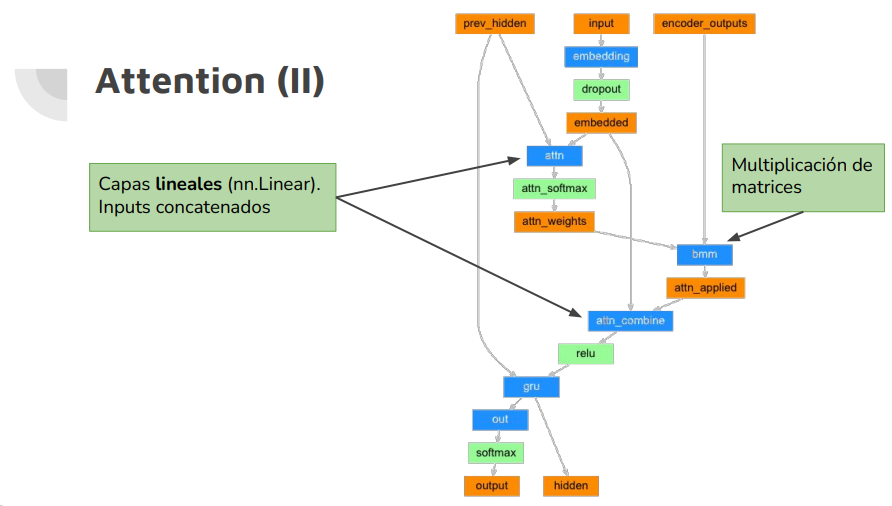 prev_hidden
input
encoder_outputs
embedding
Attention (II)
dropout
embedded
attn
Multiplicación de
matrices
Capas lineales (nn.Linear).
Inputs concatenados
attn_softmax
attn_weights
bmm
attn_applied
attn_combine
relu
gru
out
softmax
output
hidden